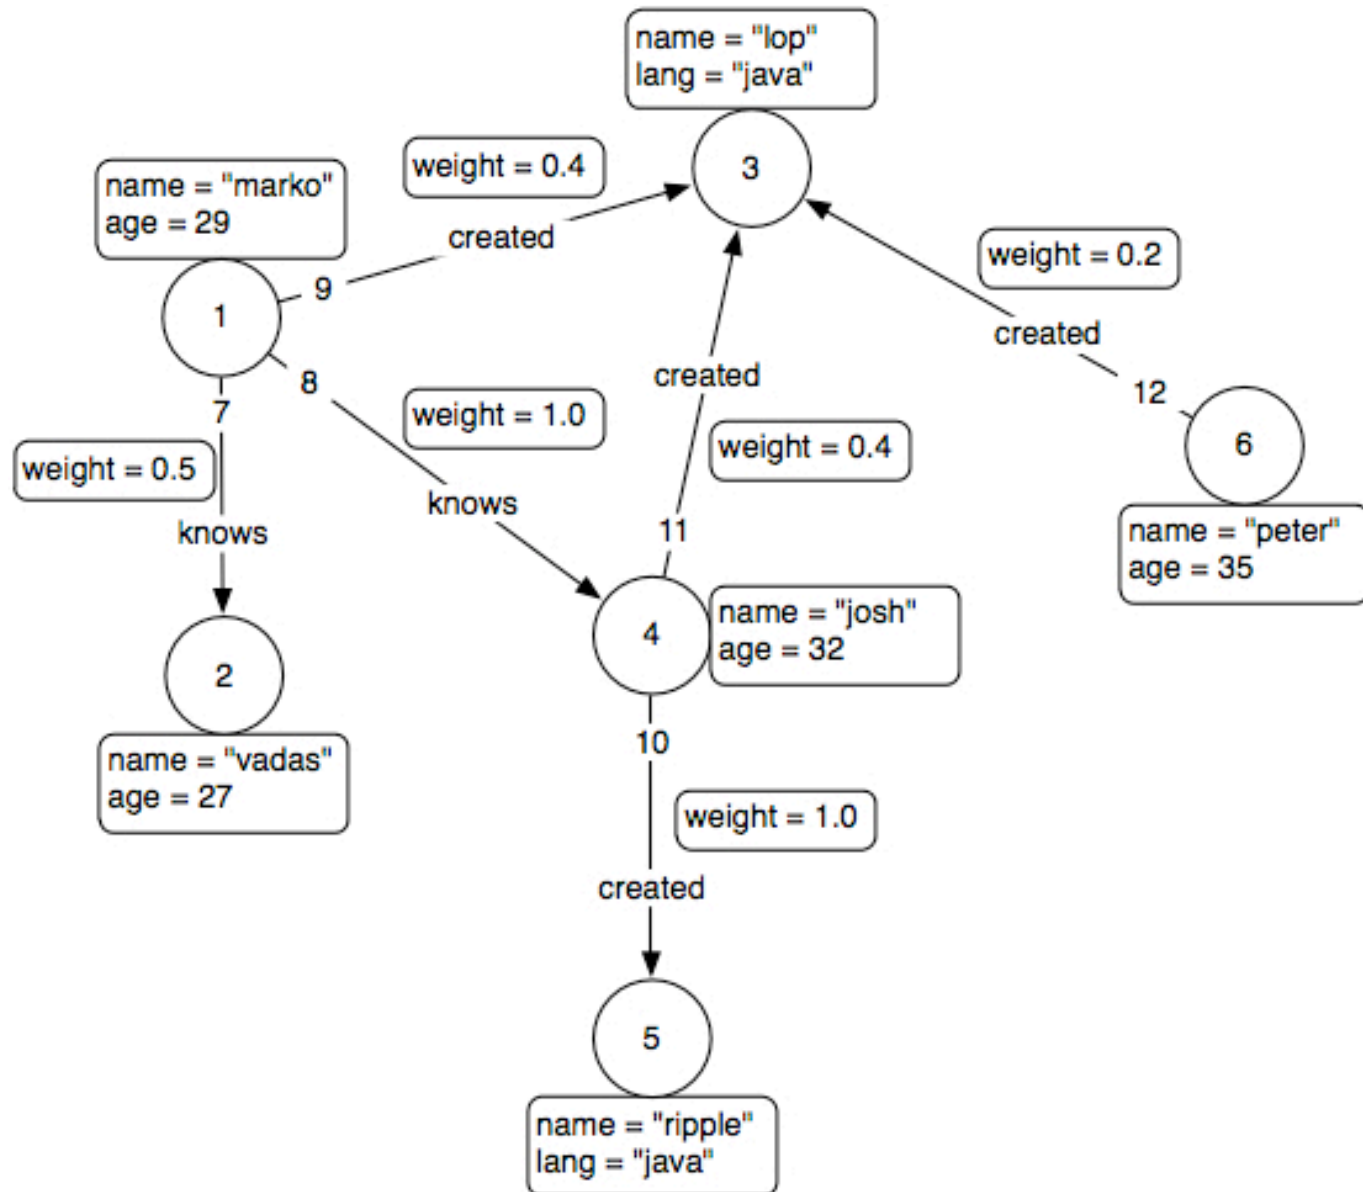 name = "lop"
lang = "java"
3
weight = 0.4
name = "marko"
age = 29
created
9
1
weight = 0.2
created
12
6
name = "peter"
age = 35
8
7
weight = 1.0
created
weight = 0.4
weight = 0.5
knows
knows
11
4
name = "josh"
age = 32
2
name = "vadas"
age = 27
10
weight = 1.0
created
5
name = "ripple"
lang = "java"